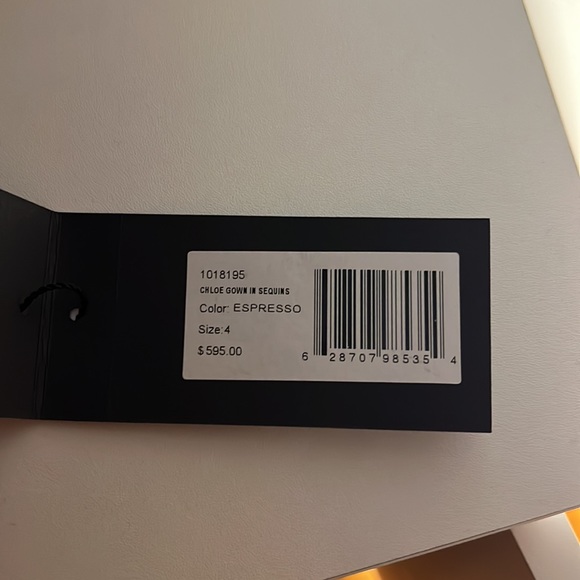 1018195
CHLOE GOWN IN SEQUINS
Color: ESPRESSO
Size:4
$595.00
6 28707 98535 4